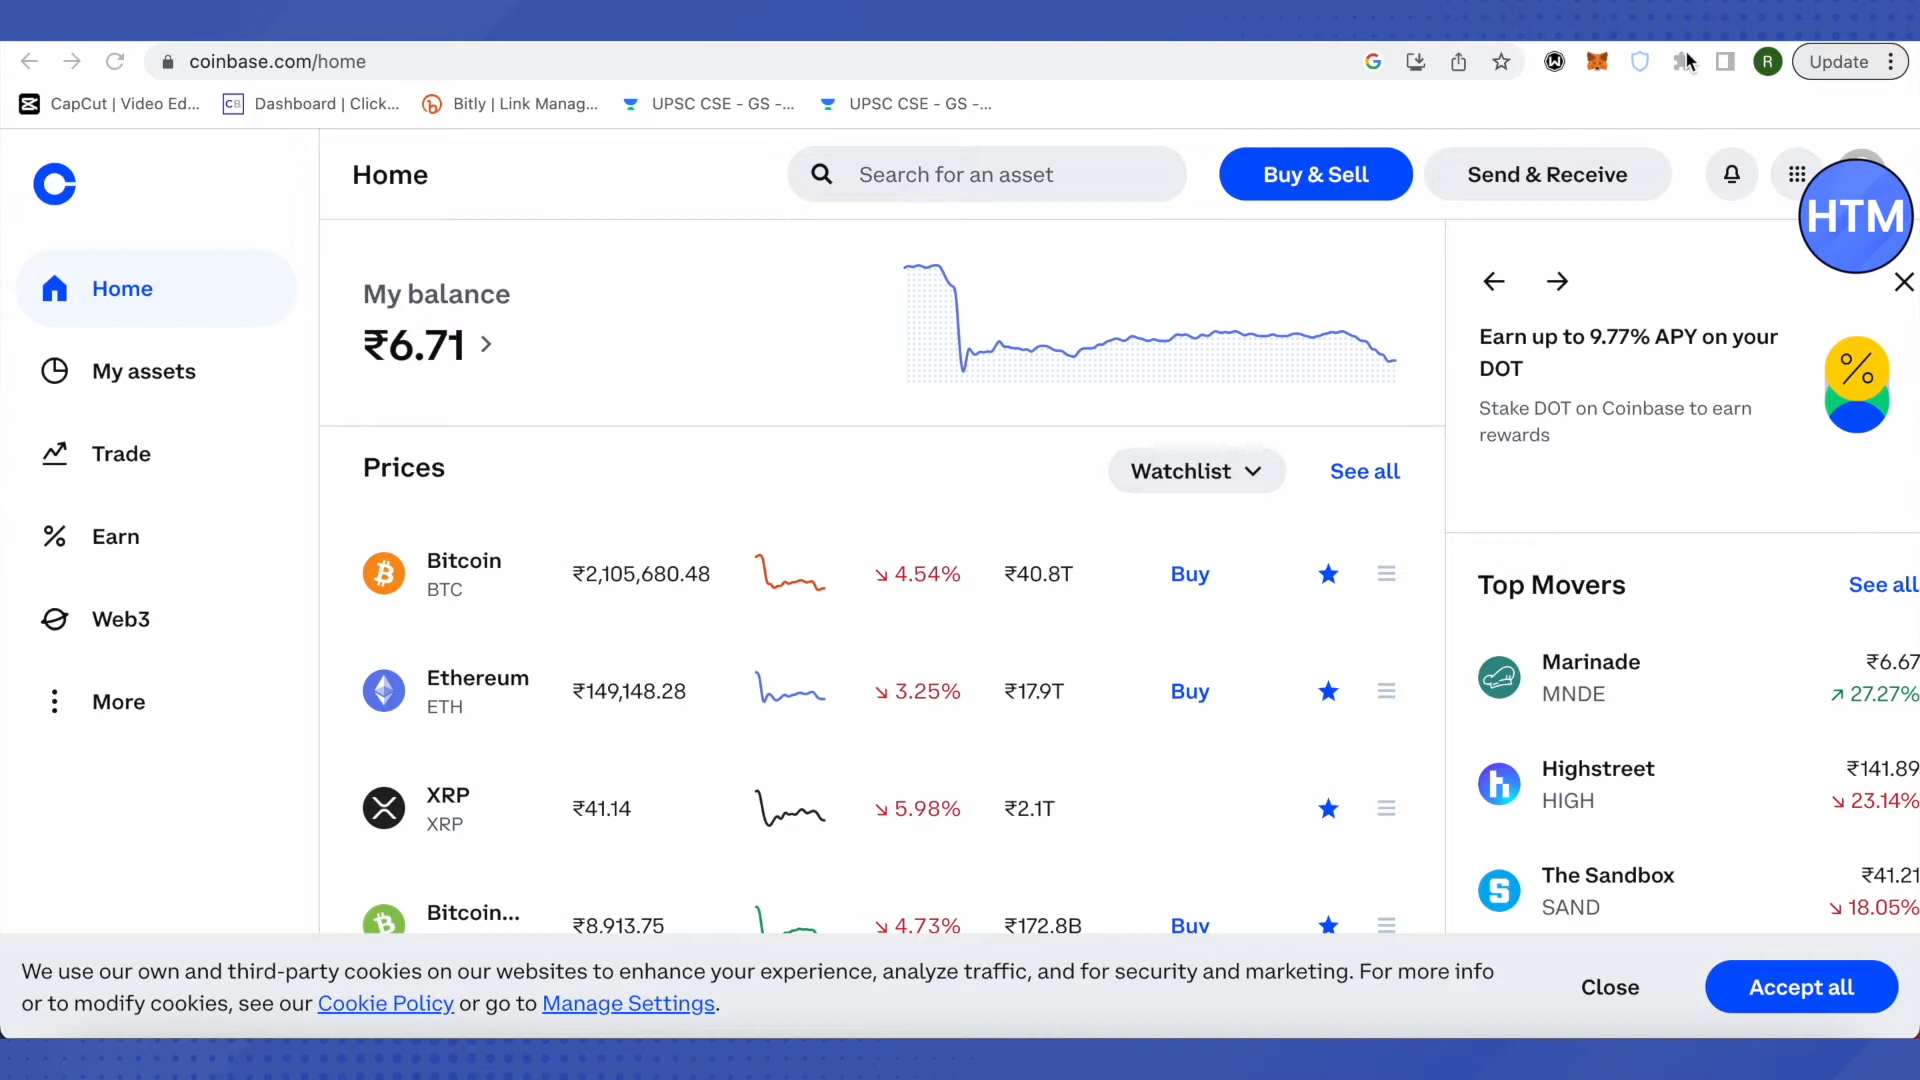 coinbase.com/home
R
Update
CapCut | Video Ed...
CB
Dashboard | Click...
Bitly | Link Manag...
UPSC CSE - GS -...
UPSC CSE - GS -...
Home
Search for an asset
Buy & Sell
Send & Receive
HTM
Home
My assets
Trade
Earn
Web3
More
My balance
₹6.71
Earn up to 9.77% APY on your
DOT
Stake DOT on Coinbase to earn
rewards
Prices
Watchlist
See all
Bitcoin
BTC
₹2,105,680.48
4.54%
₹40.8T
Buy
Ethereum
ETH
₹149,148.28
3.25%
₹17.9T
Buy
XRP
XRP
₹41.14
5.98%
₹2.1T
Bitcoin...
₹8,913.75
4.73%
₹172.8B
Buy
Top Movers
See all
Marinade
MNDE
₹6.67
27.27%
Highstreet
HIGH
₹141.89
23.14%
The Sandbox
SAND
₹41.21
18.05%
We use our own and third-party cookies on our websites to enhance your experience, analyze traffic, and for security and marketing. For more info
or to modify cookies, see our Cookie Policy or go to Manage Settings.
Close
Accept all